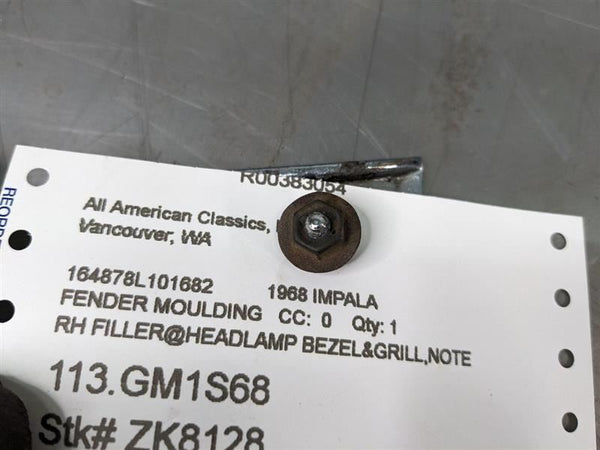 R00383054
All American Classics,
Vancouver, WA
164878L101682 1968 IMPALA
FENDER MOULDING CC: 0 Qty: 1
RH FILLER@HEADLAMP BEZEL&GRILL,NOTE
113.GM1S68
Stk# ZK8128